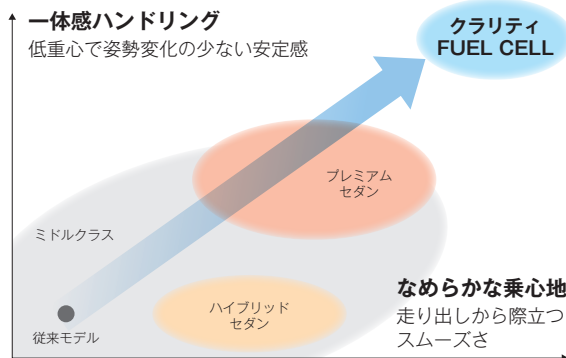 一体感ハンドリング
低重心で姿勢変化の少ない安定感
クラリティ
FUEL CELL
プレミアム
セダン
ミドルクラス
ハイブリッド
セダン
従来モデル
なめらかな乗心地
走り出しから際立つ
スムーズさ